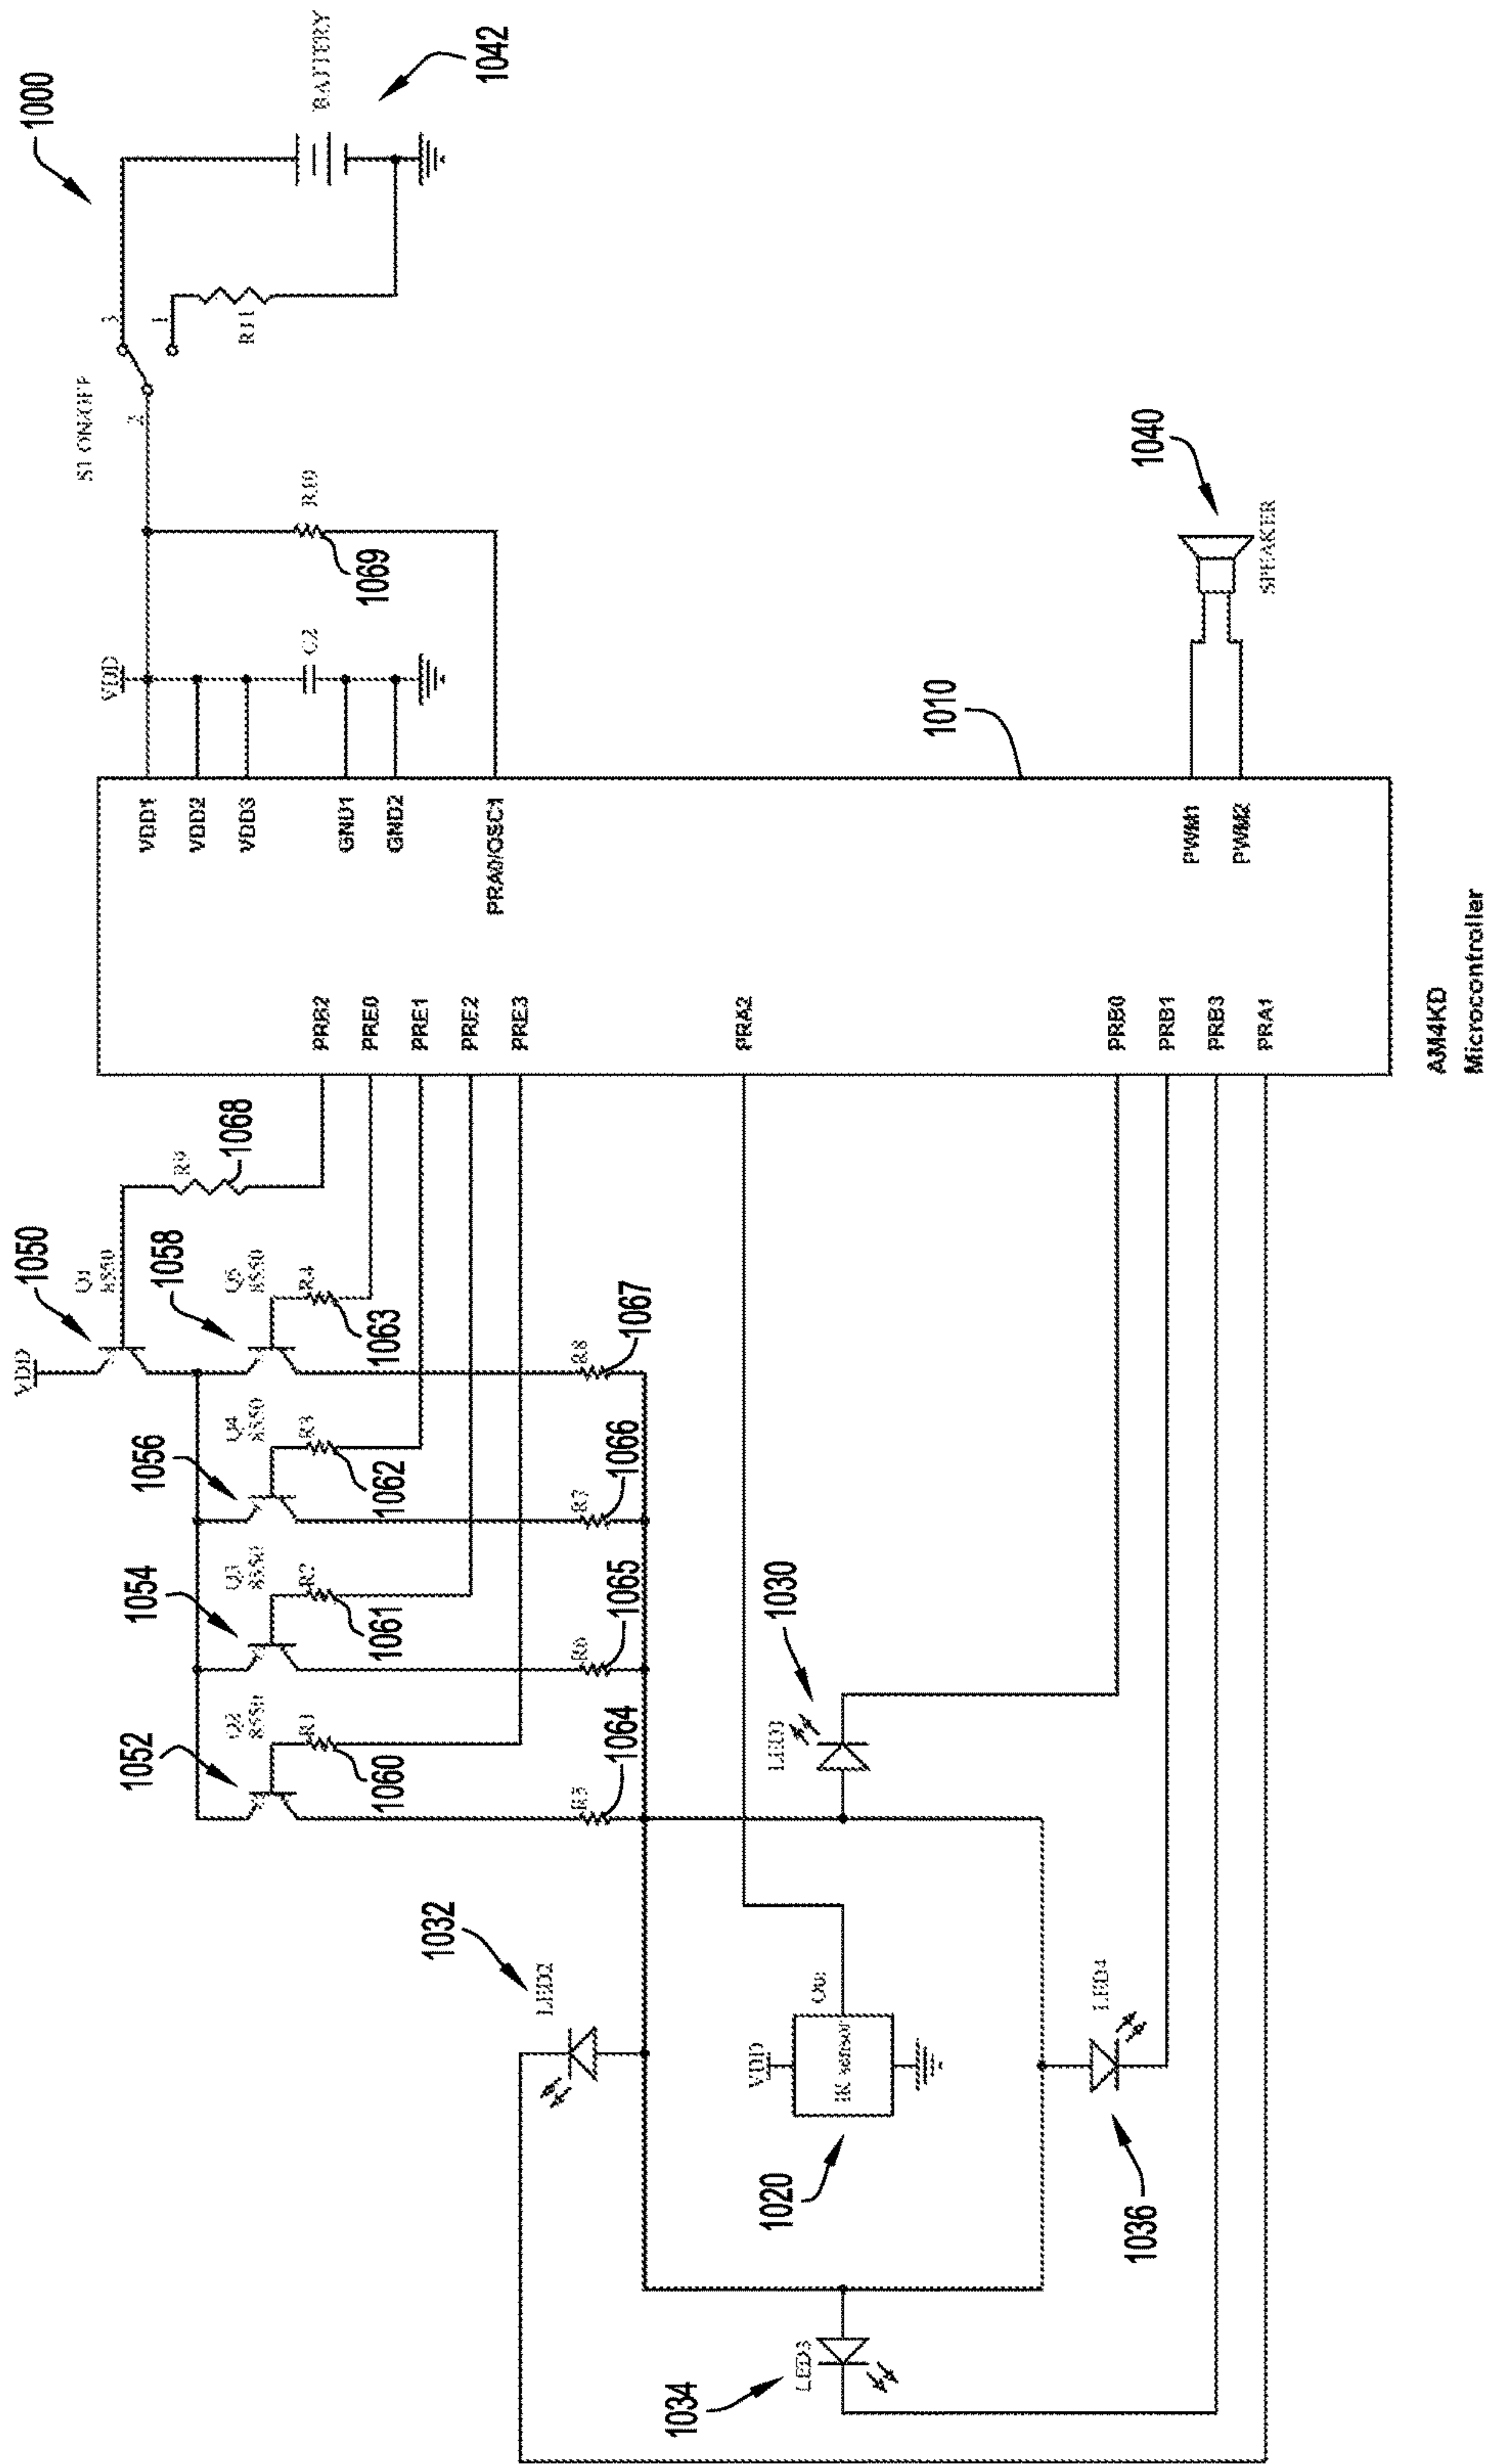 1000
1042
BATTERY
S1 ON/OFF
3
1
2
R11
VDD
C2
R10
1069
1040
SPEAKER
1010
VDD1
VDD2
VDD3
GND1
GND2
PRA0/OSC1
PWM1
PWM2
PRB2
PRE0
PRE1
PRE2
PRE3
PRA2
PRB0
PRB1
PRB3
PRA1
AM4KD
Microcontroller
VDD
1050
Q1
8550
R9
1068
1058
Q5
8550
R4
1063
R8
1067
1056
Q4
8550
R3
1062
R7
1066
1054
Q3
8550
R2
1061
R6
1065
1052
Q2
8550
R1
1060
R5
1064
1030
1032
LED2
VDD
IR sensor
Out
1020
LED4
1036
LED3
1034